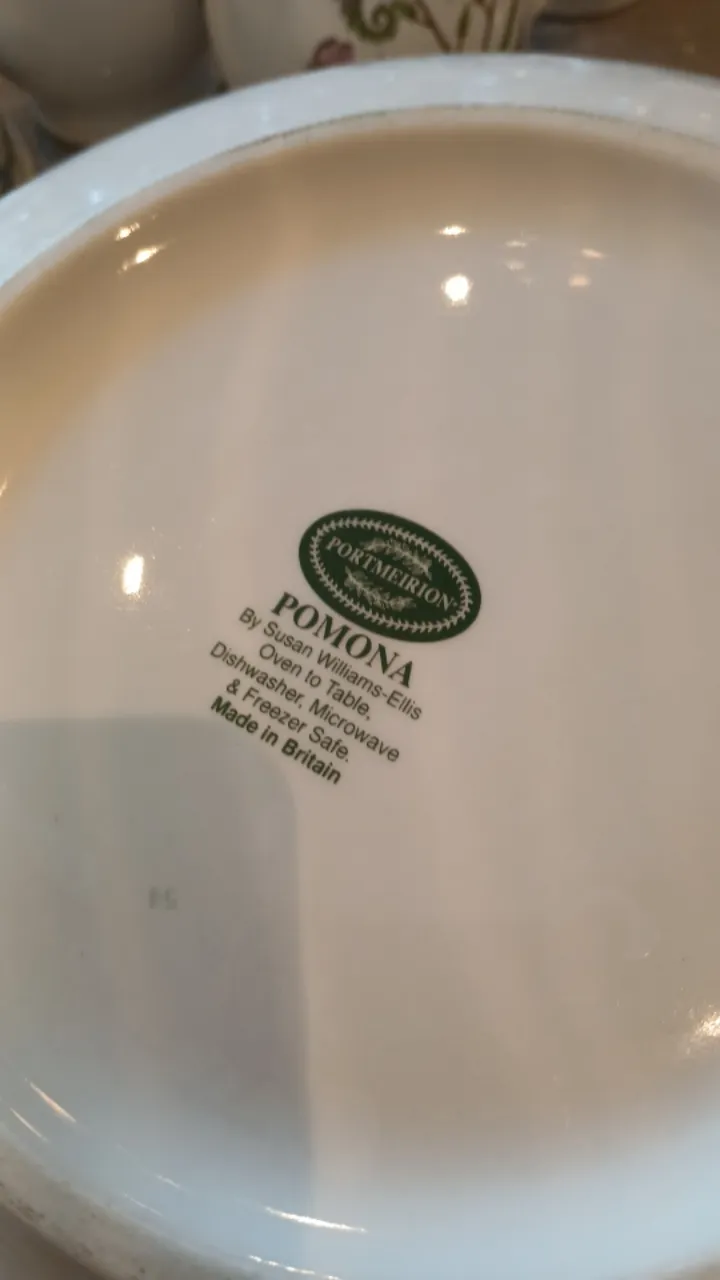 PORTMEIRION
POMONA
By Susan Williams-Ellis
Oven to Table,
Dishwasher, Microwave
& Freezer Safe.
Made in Britain